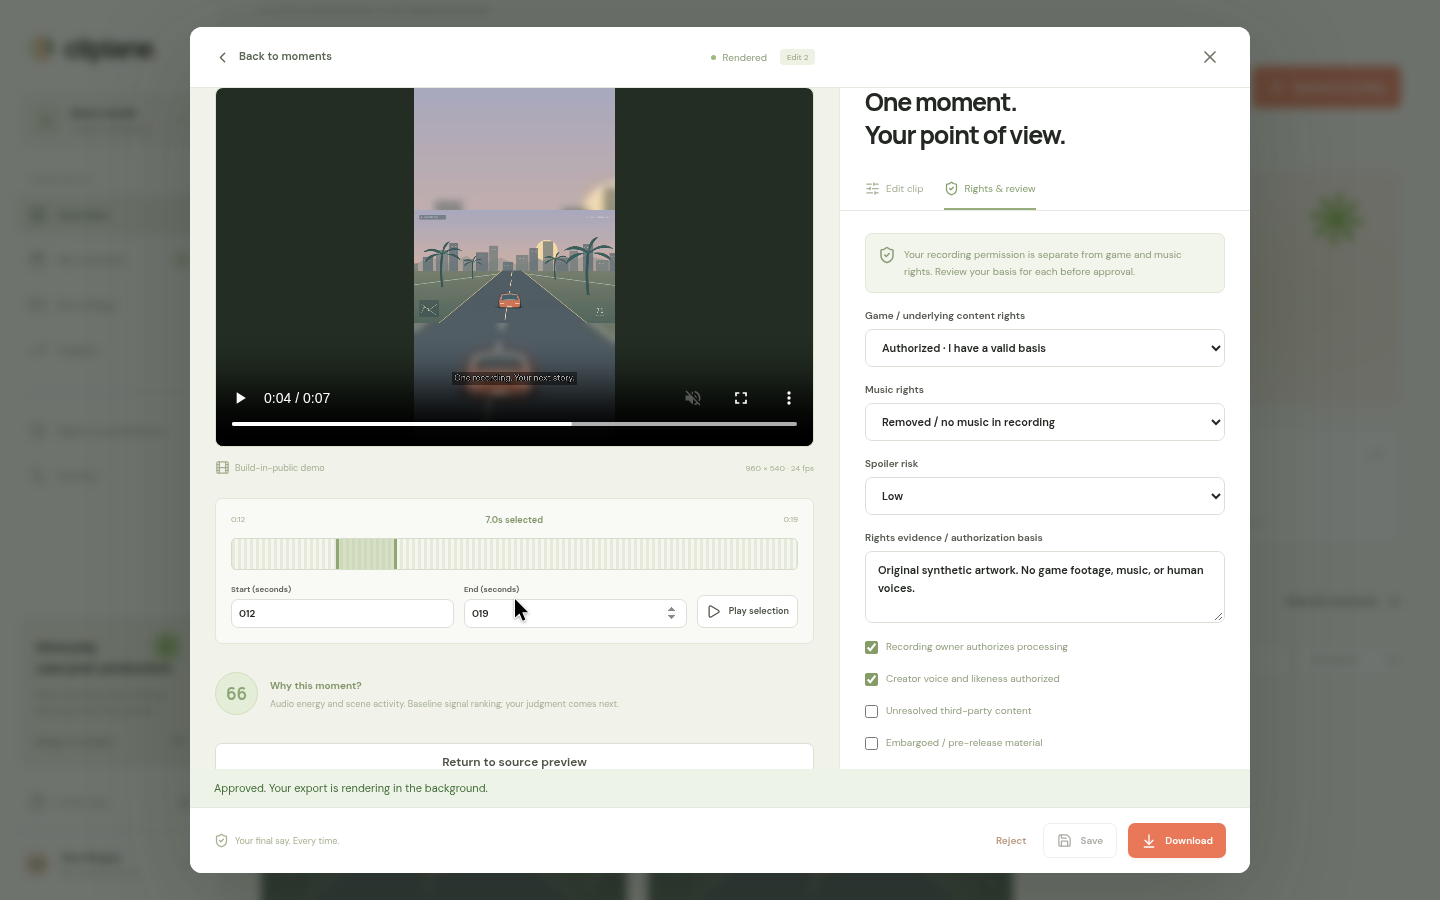 cliplane
Back to moments
Rendered
Edit 2
One recording. Your next story.
0:04 / 0:07
Build-in-public demo
960 × 540 · 24 fps
0:12
7.0s selected
0:19
Start (seconds)
End (seconds)
012
019
Play selection
66
Why this moment?
Audio energy and scene activity. Baseline signal ranking; your judgment comes next.
Return to source preview
One moment.
Your point of view.
Edit clip
Rights & review
Your recording permission is separate from game and music
rights. Review your basis for each before approval.
Game / underlying content rights
Authorized · I have a valid basis
Music rights
Removed / no music in recording
Spoiler risk
Low
Rights evidence / authorization basis
Original synthetic artwork. No game footage, music, or human
voices.
Recording owner authorizes processing
Creator voice and likeness authorized
Unresolved third-party content
Embargoed / pre-release material
Approved. Your export is rendering in the background.
Your final say. Every time.
Reject
Save
Download